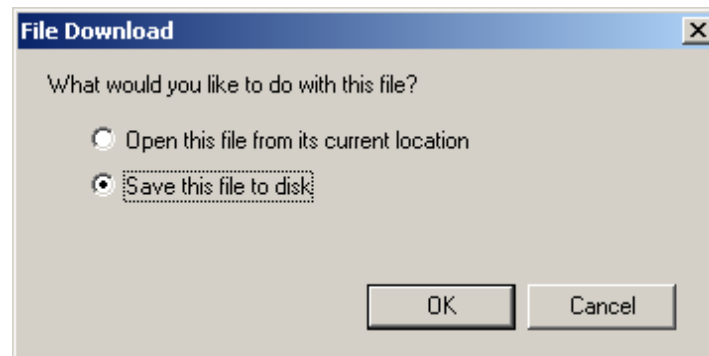 File Download
What would you like to do with this file?
Open this file from its current location
Save this file to disk
OK Cancel